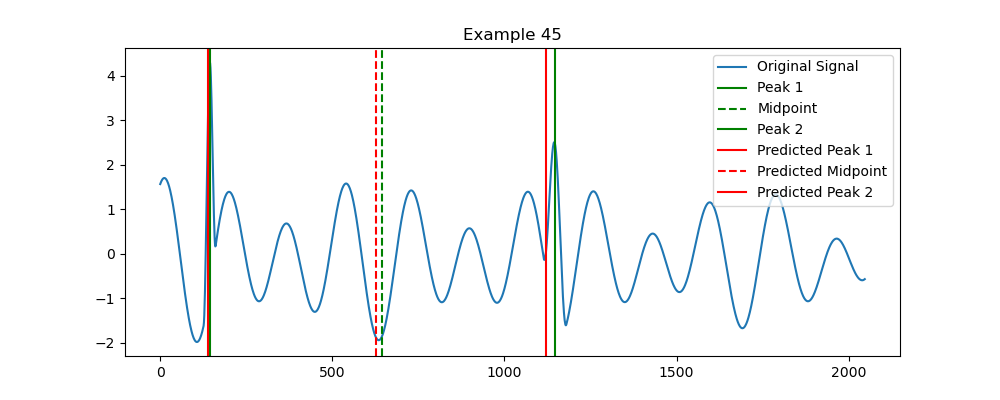 Example 45
Original Signal
Peak 1
Midpoint
Peak 2
Predicted Peak 1
Predicted Midpoint
Predicted Peak 2
4
3
2
1
0
−1
−2
0 500 1000 1500 2000